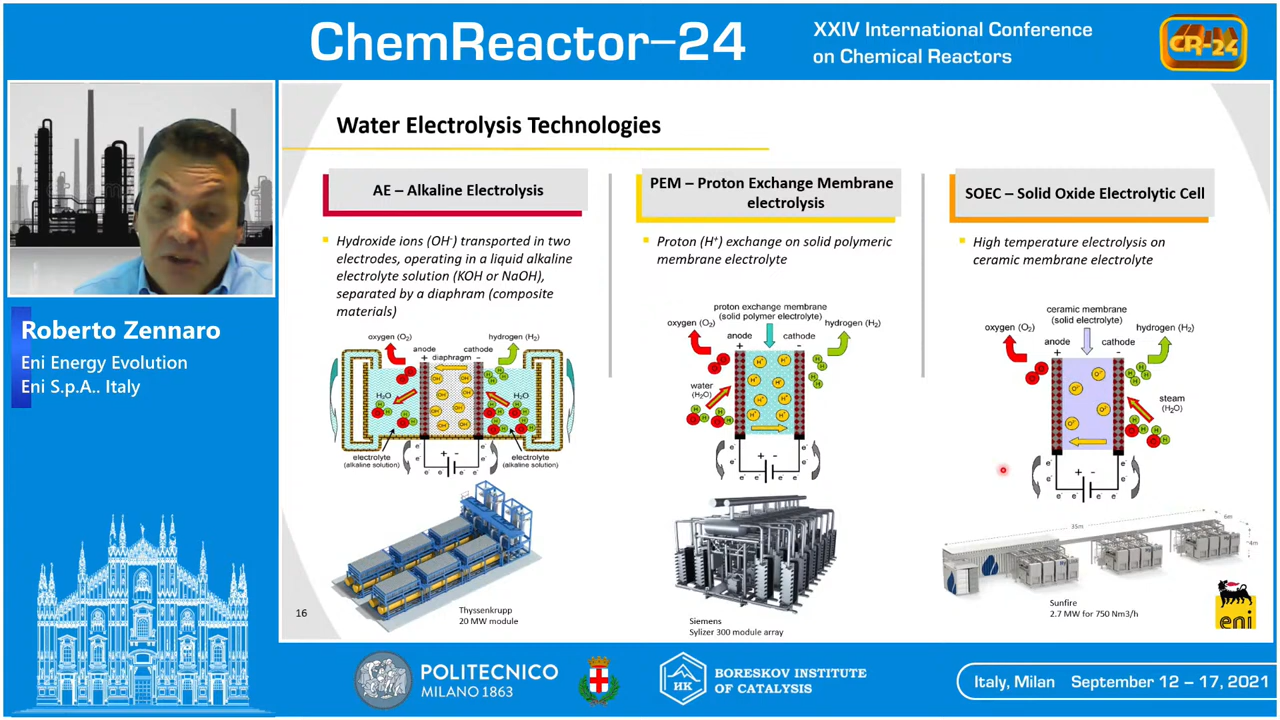 ChemReactor-24
XXIV International Conference
on Chemical Reactors
CR-24
Roberto Zennaro
Eni Energy Evolution
Eni S.p.A.. Italy
Water Electrolysis Technologies
AE – Alkaline Electrolysis
Hydroxide ions (OH-) transported in two
electrodes, operating in a liquid alkaline
electrolyte solution (KOH or NaOH),
separated by a diaphram (composite
materials)
oxygen (O2)
hydrogen (H2)
anode
cathode
+
diaphragm
-
OH-
H2O
H2O
electrolyte
(alkaline solution)
electrolyte
(alkaline solution)
+ -
e- e- e- e-
Thyssenkrupp
20 MW module
PEM – Proton Exchange Membrane
electrolysis
Proton (H+) exchange on solid polymeric
membrane electrolyte
proton exchange membrane
(solid polymer electrolyte)
oxygen (O2)
hydrogen (H2)
anode
cathode
+
-
water
(H2O)
H+
+ -
e- e- e- e-
Siemens
Sylizer 300 module array
SOEC – Solid Oxide Electrolytic Cell
High temperature electrolysis on
ceramic membrane electrolyte
ceramic membrane
(solid electrolyte)
oxygen (O2)
hydrogen (H2)
anode
cathode
+
-
steam
(H2O)
+ -
e- e- e- e-
35m
6m
4m
Sunfire
2.7 MW for 750 Nm3/h
16
eni
POLITECNICO
MILANO 1863
НК
BORESKOV INSTITUTE
OF CATALYSIS
Italy, Milan September 12 – 17, 2021